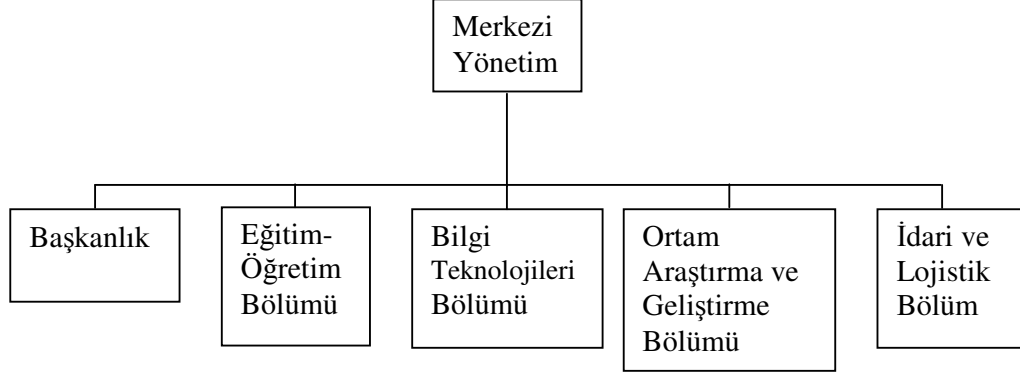 Merkezi
Yönetim
Başkanlık
Eğitim-
Öğretim
Bölümü
Bilgi
Teknolojileri
Bölümü
Ortam
Araştırma ve
Geliştirme
Bölümü
İdari ve
Lojistik
Bölüm